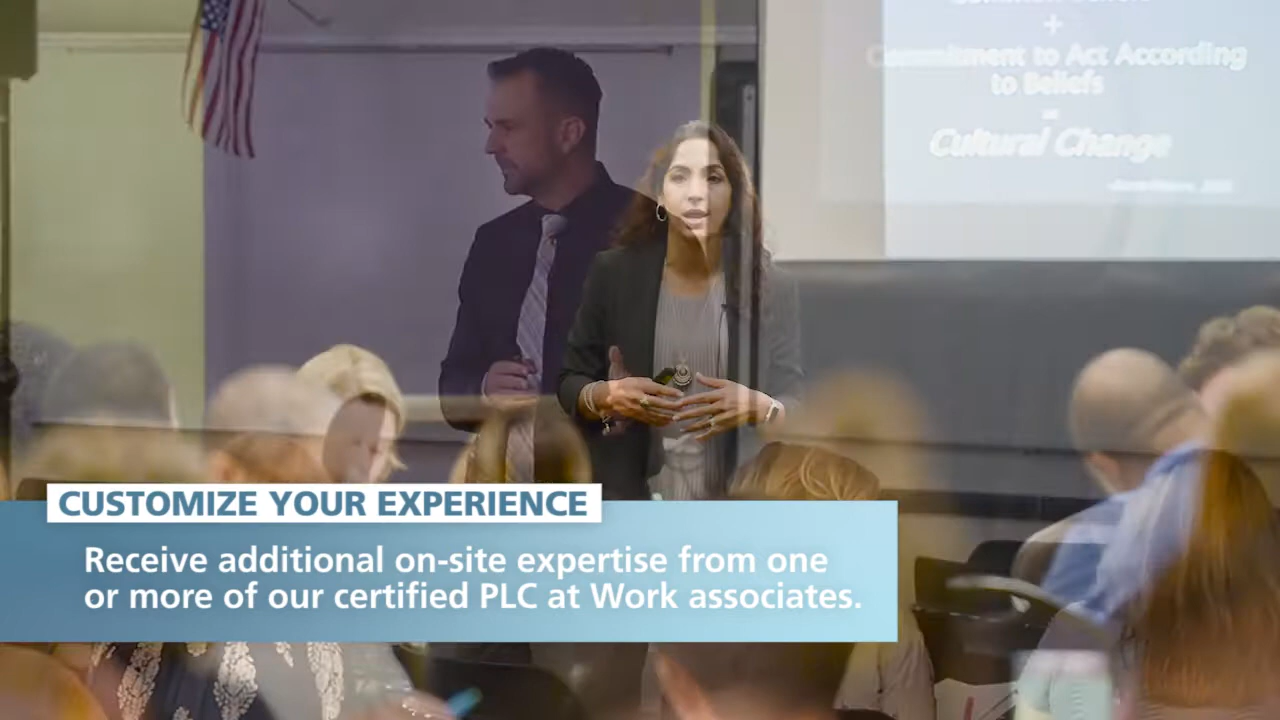 +
Commitment to Act According
to Beliefs
=
Cultural Change
CUSTOMIZE YOUR EXPERIENCE
Receive additional on-site expertise from one
or more of our certified PLC at Work associates.